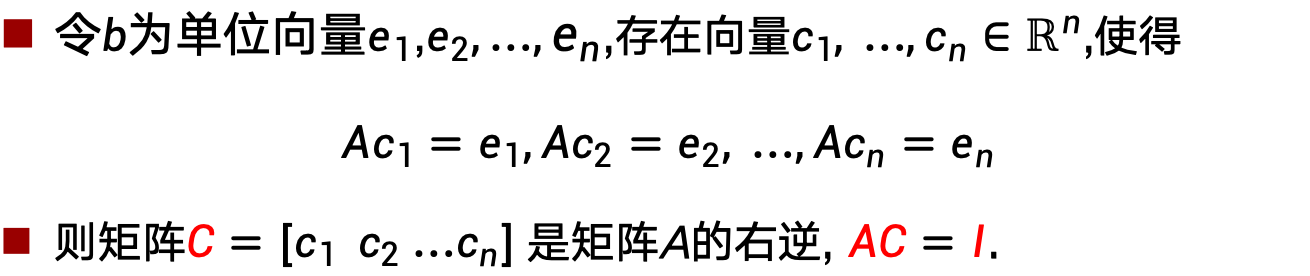 令b为单位向量e₁,e₂, ..., eₙ,存在向量c₁, ..., cₙ ∈ ℝⁿ,使得
Ac₁ = e₁, Ac₂ = e₂, ..., Acₙ = eₙ
则矩阵C = [c₁ c₂ ...cₙ] 是矩阵A的右逆, AC = I.